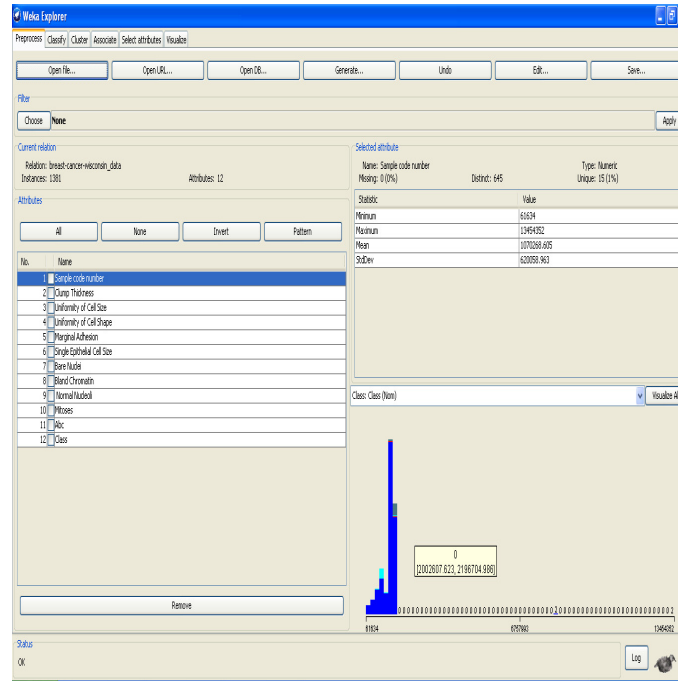 Weka Explorer
Preprocess Classify Cluster Associate Select attributes Visualize
Open file... Open URL... Open DB... Generate... Undo Edit... Save...
Filter
Choose None Apply
Current relation
Relation: breast-cancer-wisconsin_data
Instances: 1381 Attributes: 12
Attributes
All None Invert Pattern
No. Name
1 Sample code number
2 Clump Thickness
3 Uniformity of Cell Size
4 Uniformity of Cell Shape
5 Marginal Adhesion
6 Single Epithelial Cell Size
7 Bare Nuclei
8 Bland Chromatin
9 Normal Nucleoli
10 Mitoses
11 Abc
12 Class
Remove
Selected attribute
Name: Sample code number Type: Numeric
Missing: 0 (0%) Distinct: 645 Unique: 15 (1%)
Statistic Value
Minimum 61634
Maximum 13454352
Mean 1070268.605
StdDev 620058.963
Class: Class (Nom) Visualize Al
0
[2002607.623, 2196704.986]
61634 6757993 13454352
Status
OK
Log